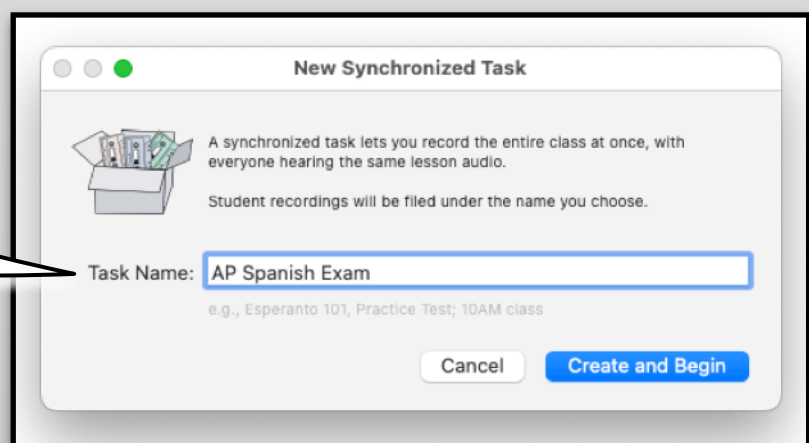 New Synchronized Task
A synchronized task lets you record the entire class at once, with
everyone hearing the same lesson audio.
Student recordings will be filed under the name you choose.
Task Name: AP Spanish Exam
e.g., Esperanto 101, Practice Test; 10AM class
Cancel Create and Begin